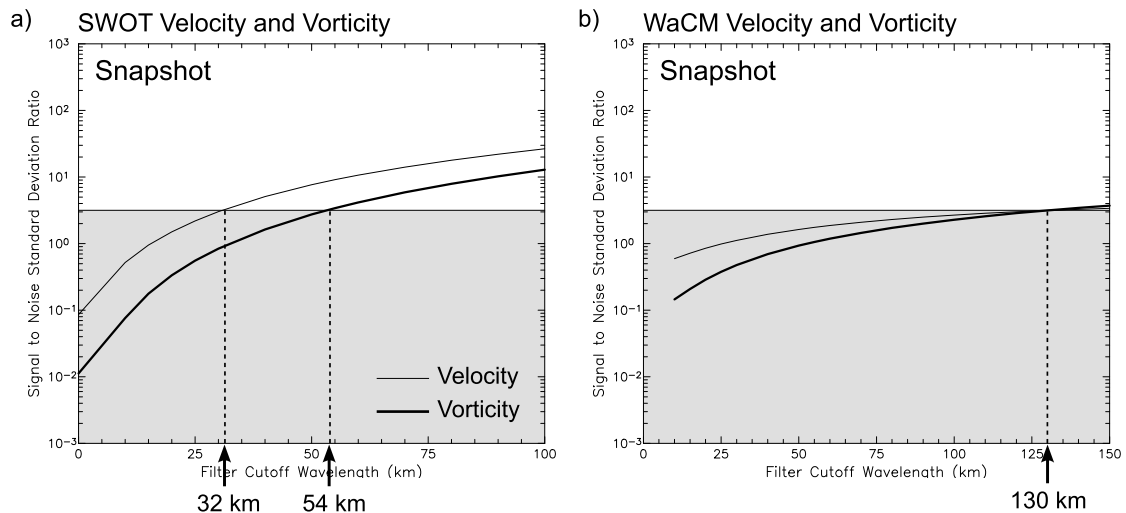 a) SWOT Velocity and Vorticity
Snapshot
Signal to Noise Standard Deviation Ratio
10³
10²
10¹
10⁰
10⁻¹
10⁻²
10⁻³
Velocity
Vorticity
0 25 50 75 100
Filter Cutoff Wavelength (km)
32 km 54 km
b) WaCM Velocity and Vorticity
Snapshot
Signal to Noise Standard Deviation Ratio
10³
10²
10¹
10⁰
10⁻¹
10⁻²
10⁻³
0 25 50 75 100 125 150
Filter Cutoff Wavelength (km)
130 km